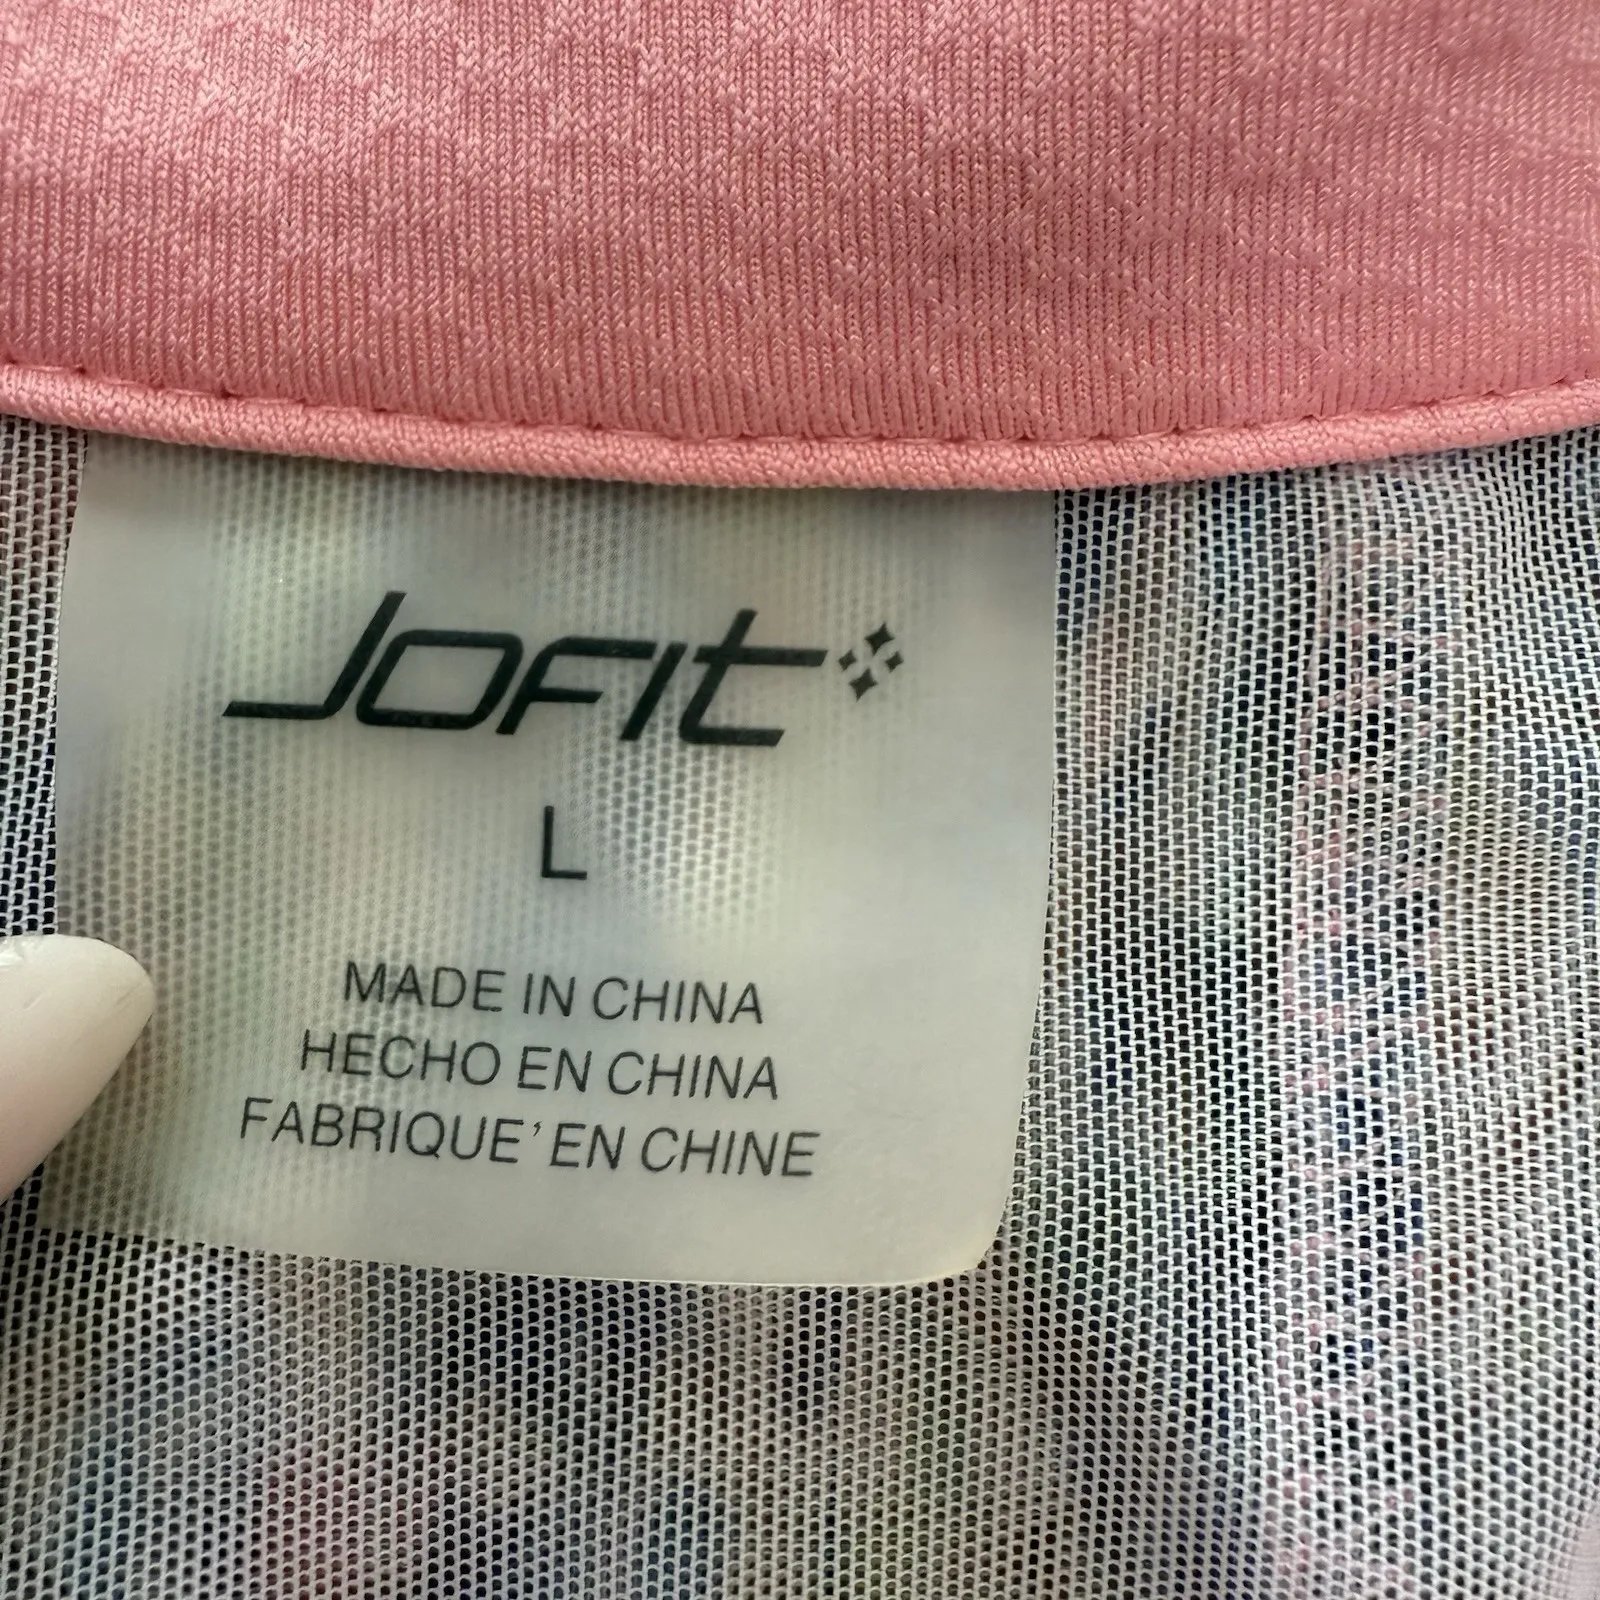 JOFIT
L
MADE IN CHINA
HECHO EN CHINA
FABRIQUE' EN CHINE